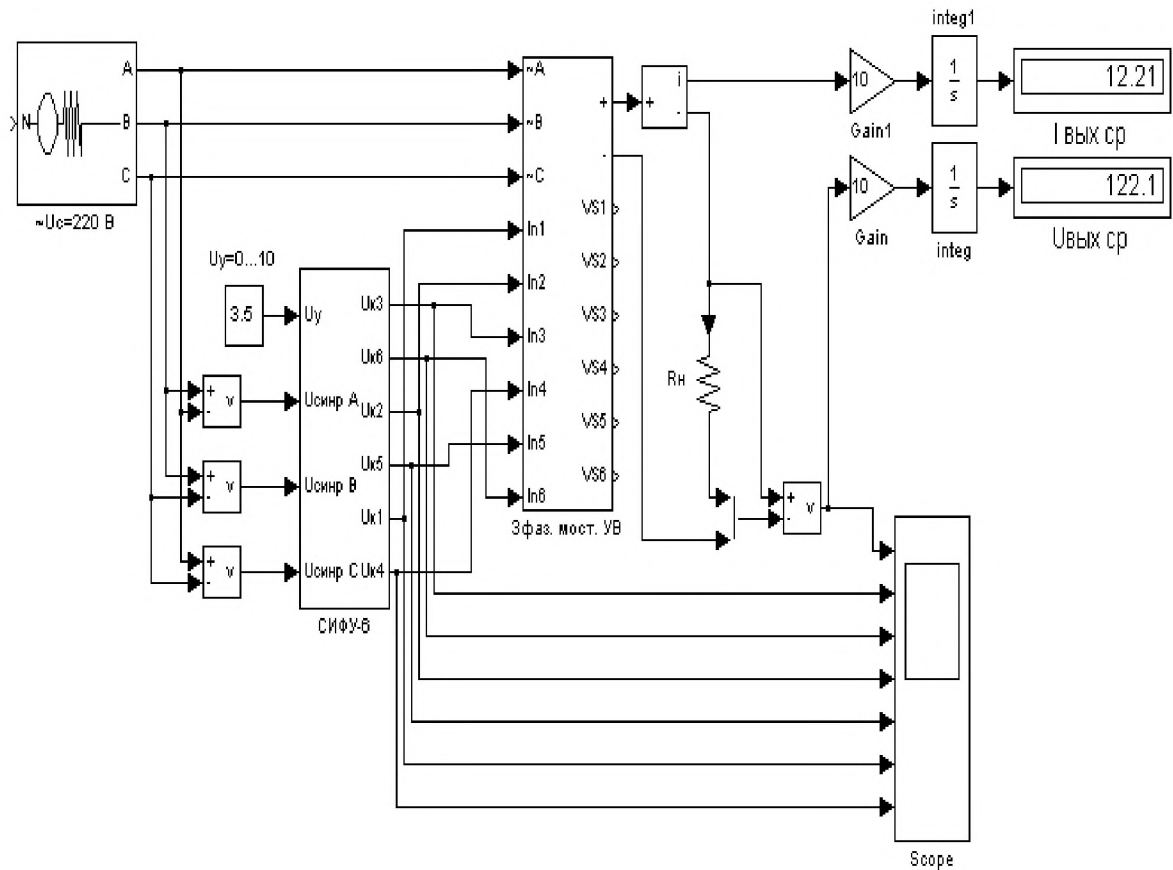 integ1
A
N
B
C
~Uc=220 В
~A
~B
~C
In1
In2
In3
In4
In5
In6
+
-
VS1
VS2
VS3
VS4
VS5
VS6
3фаз. мост. УВ
+
i
-
10
Gain1
1
s
12.21
I вых ср
10
Gain
1
s
integ
122.1
Uвых ср
Uy=0...10
3.5
Uy
Uсинр A
Uсинр B
Uсинр C
Uк3
Uк6
Uк2
Uк5
Uк1
Uк4
СИФУ-6
+
-
v
+
-
v
+
-
v
Rн
+
-
v
Scope